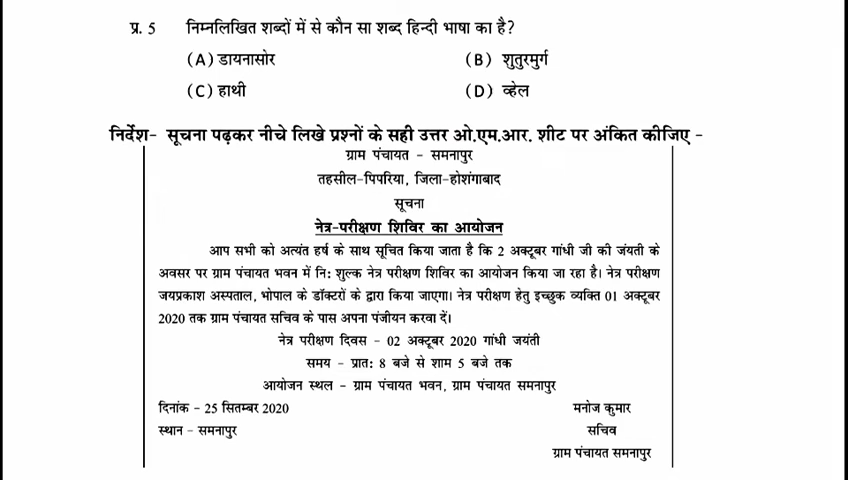 प्र. 5 निम्नलिखित शब्दों में से कौन सा शब्द हिन्दी भाषा का है?
(A) डायनासोर (B) शुतुरमुर्ग
(C) हाथी (D) व्हेल
निर्देश- सूचना पढ़कर नीचे लिखे प्रश्नों के सही उत्तर ओ.एम.आर. शीट पर अंकित कीजिए -
ग्राम पंचायत - समनापुर
तहसील-पिपरिया, जिला-होशंगाबाद
सूचना
नेत्र-परीक्षण शिविर का आयोजन
आप सभी को अत्यंत हर्ष के साथ सूचित किया जाता है कि 2 अक्टूबर गांधी जी की जंयती के
अवसर पर ग्राम पंचायत भवन में नि: शुल्क नेत्र परीक्षण शिविर का आयोजन किया जा रहा है। नेत्र परीक्षण
जयप्रकाश अस्पताल, भोपाल के डॉक्टरों के द्वारा किया जाएगा। नेत्र परीक्षण हेतु इच्छुक व्यक्ति 01 अक्टूबर
2020 तक ग्राम पंचायत सचिव के पास अपना पंजीयन करवा दें।
नेत्र परीक्षण दिवस - 02 अक्टूबर 2020 गांधी जयंती
समय - प्रात: 8 बजे से शाम 5 बजे तक
आयोजन स्थल - ग्राम पंचायत भवन, ग्राम पंचायत समनापुर
दिनांक - 25 सितम्बर 2020 मनोज कुमार
स्थान - समनापुर सचिव
ग्राम पंचायत समनापुर